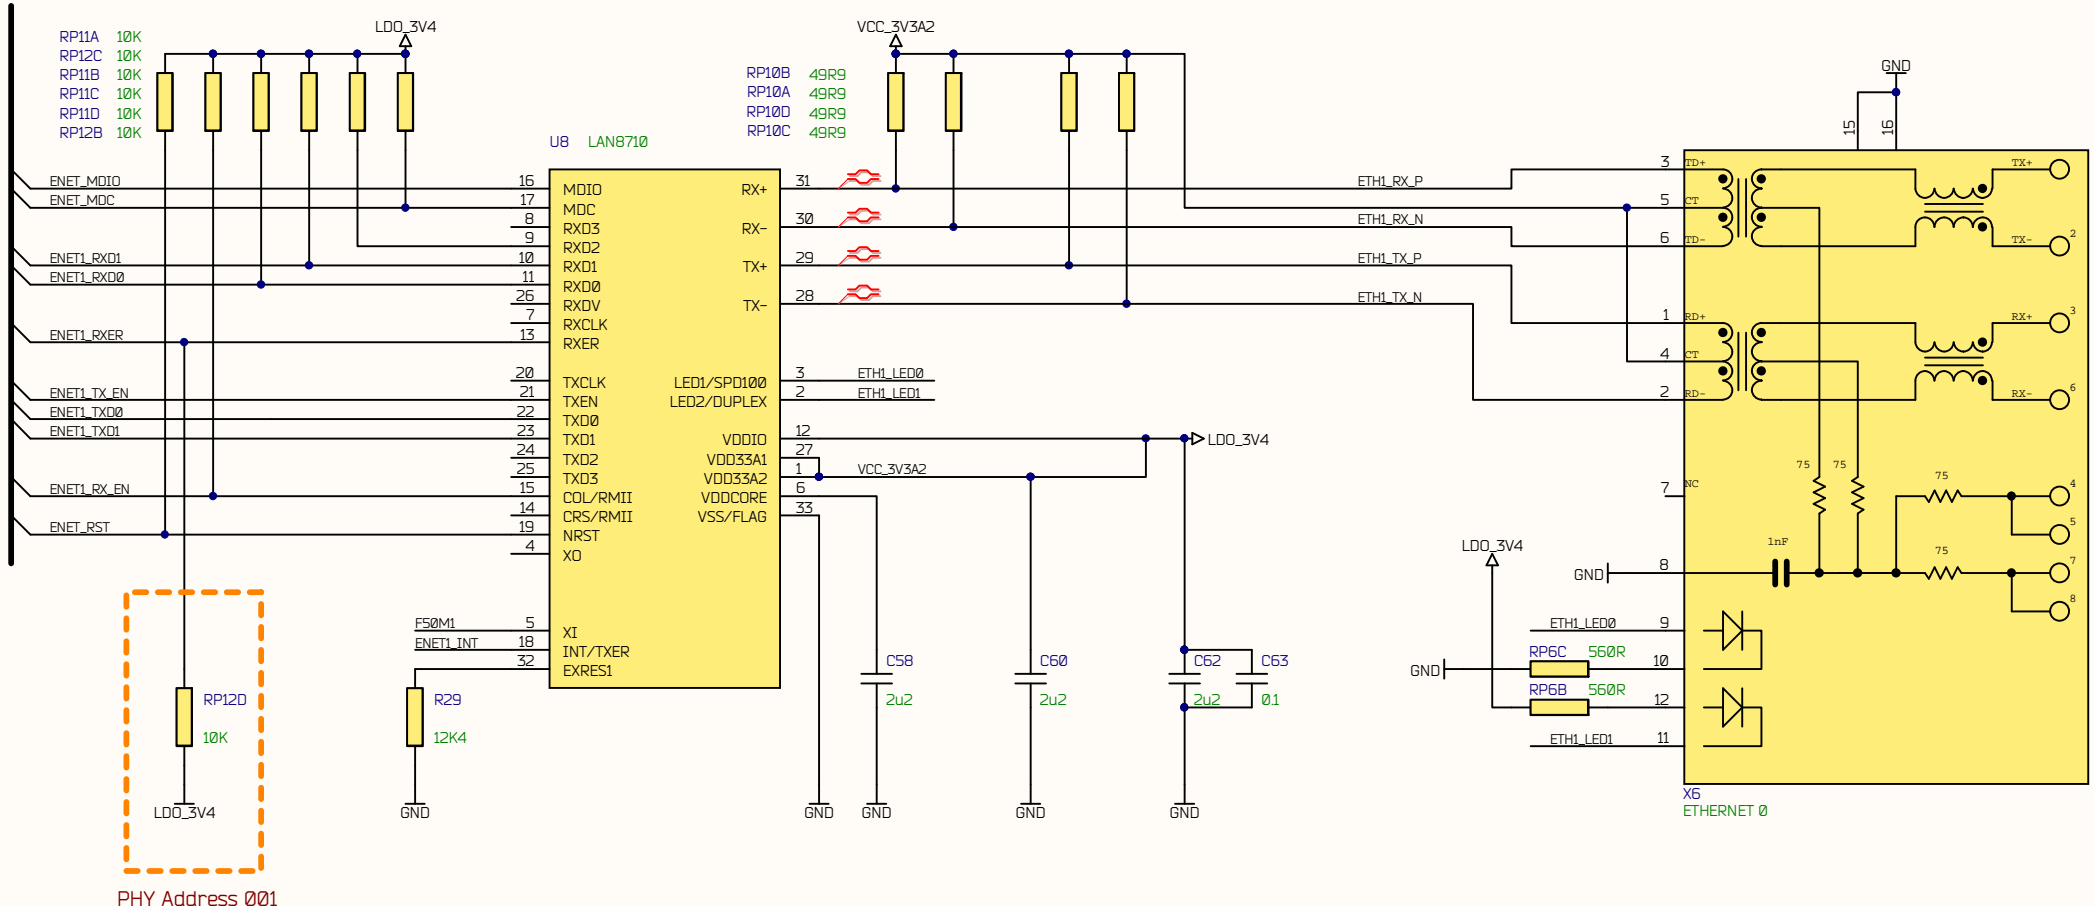 LDO_3V4
VCC_3V3A2
RP11A 10K
RP12C 10K
RP11B 10K
RP11C 10K
RP11D 10K
RP12B 10K
RP10B 49R9
RP10A 49R9
RP10D 49R9
RP10C 49R9
GND
15
16
U8 LAN8710
ENET_MDIO
ENET_MDC
ENET1_RXD1
ENET1_RXD0
ENET1_RXER
ENET1_TX_EN
ENET1_TXD0
ENET1_TXD1
ENET1_RX_EN
ENET_RST
16 MDIO
17 MDC
8 RXD3
9 RXD2
10 RXD1
11 RXD0
26 RXDV
7 RXCLK
13 RXER
20 TXCLK
21 TXEN
22 TXD0
23 TXD1
24 TXD2
25 TXD3
15 COL/RMII
14 CRS/RMII
19 NRST
4 XO
F50M1 5 XI
ENET1_INT 18 INT/TXER
32 EXRES1
RX+ 31
RX- 30
TX+ 29
TX- 28
LED1/SPD100 3 ETH1_LED0
LED2/DUPLEX 2 ETH1_LED1
VDDIO 12 LDO_3V4
VDD33A1 27
VDD33A2 1 VCC_3V3A2
VDDCORE 6
VSS/FLAG 33
ETH1_RX_P
ETH1_RX_N
ETH1_TX_P
ETH1_TX_N
3 TD+
5 CT
6 TD-
1 RD+
4 CT
2 RD-
7 NC
GND 8
ETH1_LED0 9
GND RP6C 560R 10
LDO_3V4
RP6B 560R 12
ETH1_LED1 11
TX+
TX- 2
RX+ 3
RX- 6
75
75
75
75
1nF
4
5
7
8
X6
ETHERNET 0
RP12D
10K
LDO_3V4
R29
12K4
GND
C58
2u2
C60
2u2
C62
2u2
C63
0.1
GND
GND
GND
GND
PHY Address 001